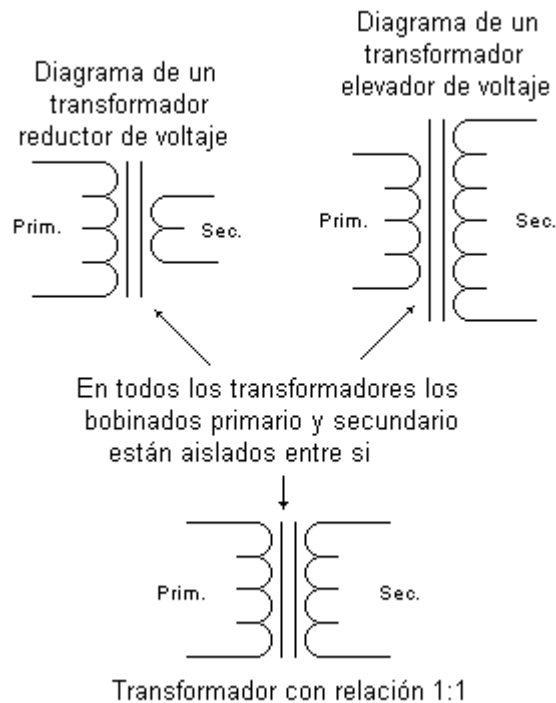 Diagrama de un
transformador
reductor de voltaje
Prim.
Sec.
Diagrama de un
transformador
elevador de voltaje
Prim.
Sec.
En todos los transformadores los
bobinados primario y secundario
están aislados entre si
Prim.
Sec.
Transformador con relación 1:1